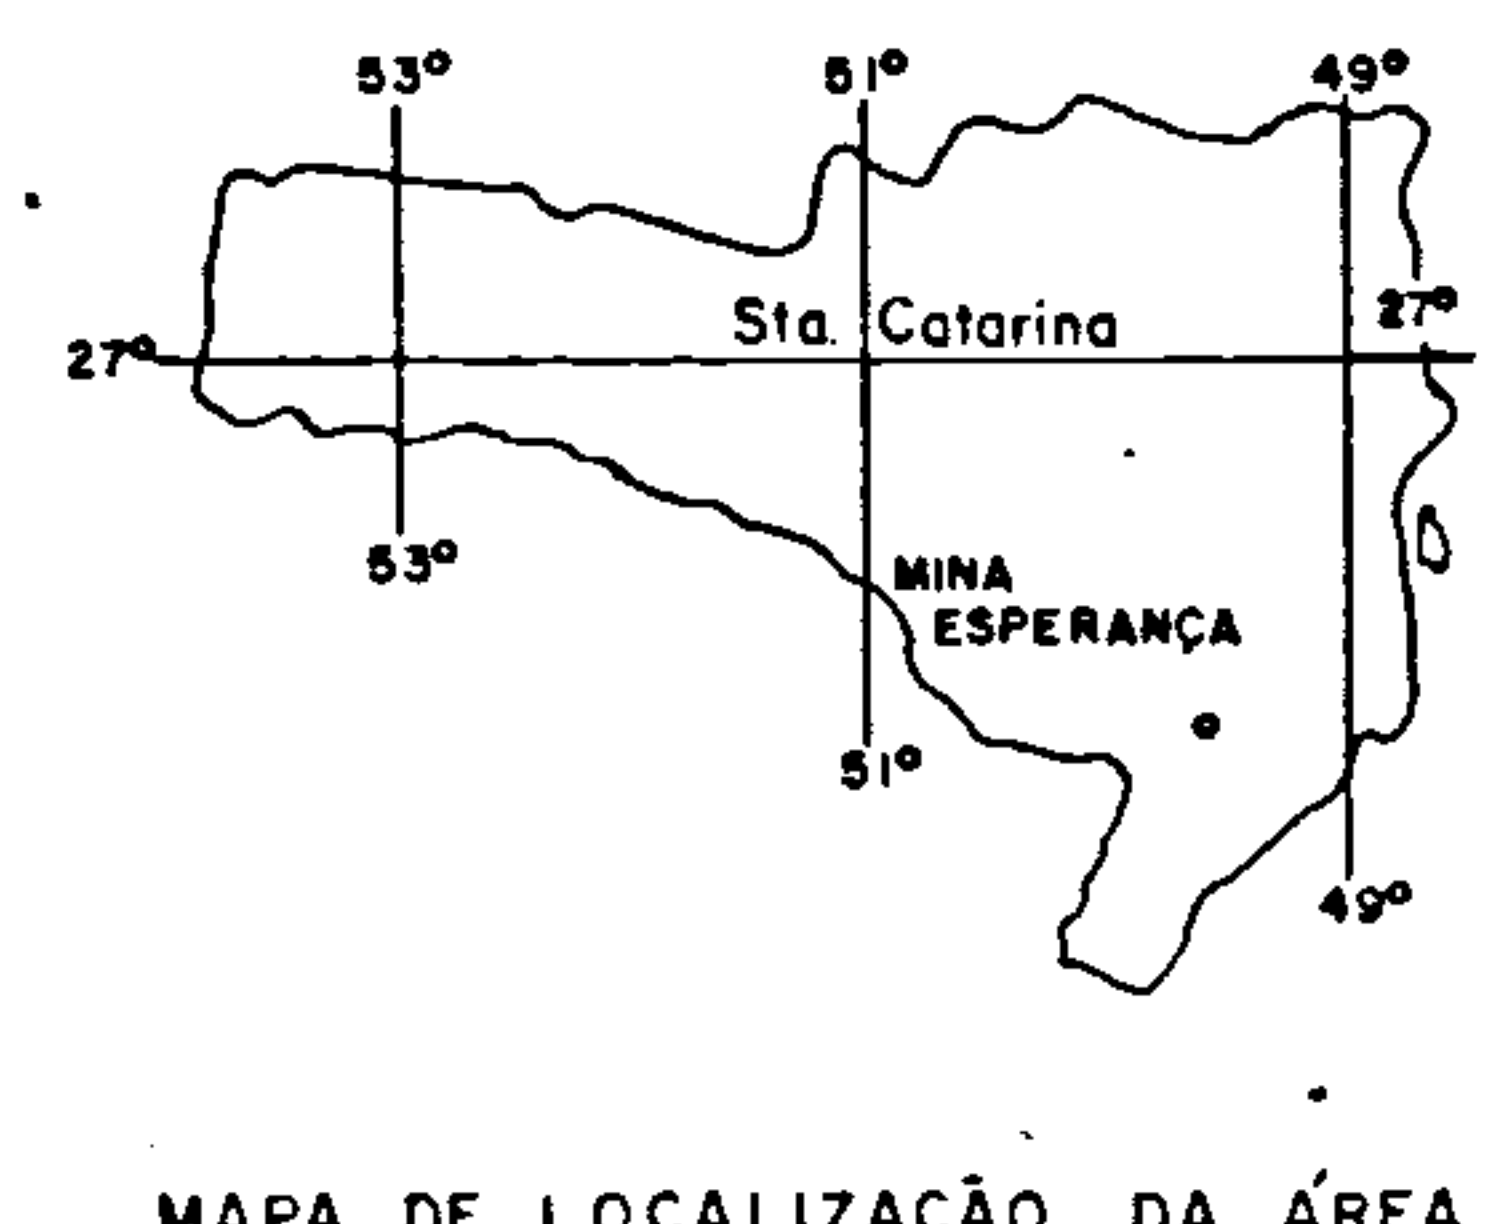 53° 51° 49°
Sta. Catarina
27° 27°
53°
MINA
ESPERANÇA
51°
49°
MAPA DE LOCALIZAÇÃO DA ÁREA